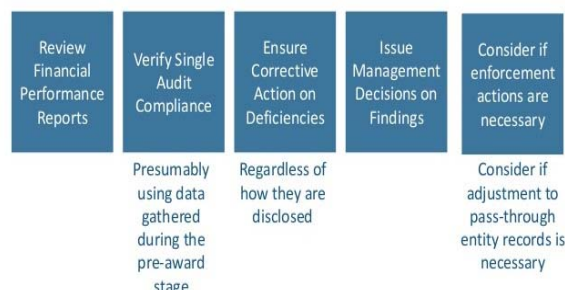 Review
Financial
Performance
Reports
Verify Single
Audit
Compliance
Ensure
Corrective
Action on
Deficiencies
Issue
Management
Decisions on
Findings
Consider if
enforcement
actions are
necessary
Presumably
using data
gathered
during the
pre-award
stage
Regardless of
how they are
disclosed
Consider if
adjustment to
pass-through
entity records is
necessary